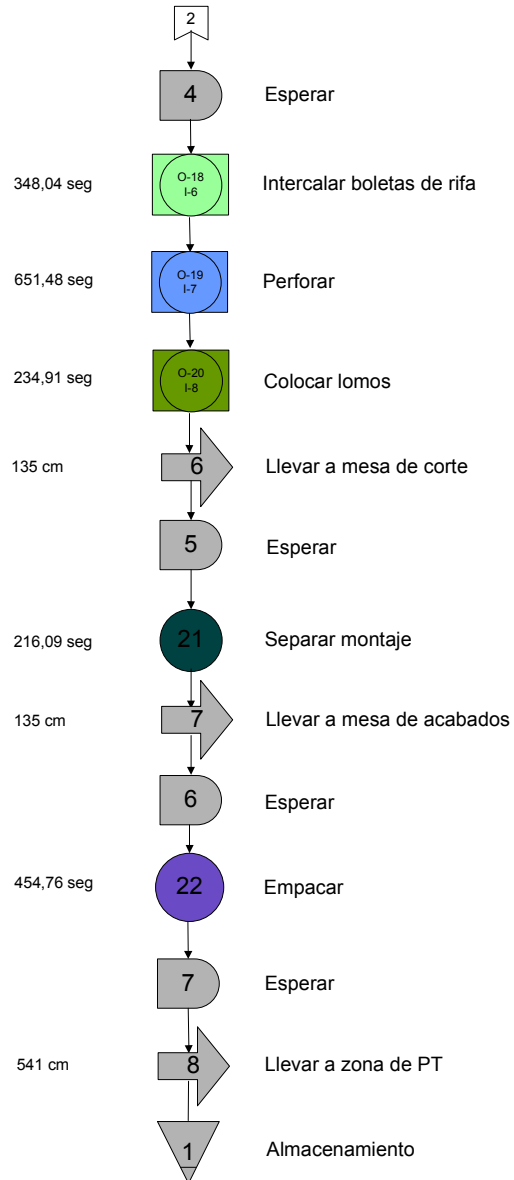 2
4 Esperar
348,04 seg O-18 Intercalar boletas de rifa
I-6
651,48 seg O-19 Perforar
I-7
234,91 seg O-20 Colocar lomos
I-8
135 cm 6 Llevar a mesa de corte
5 Esperar
216,09 seg 21 Separar montaje
135 cm 7 Llevar a mesa de acabados
6 Esperar
454,76 seg 22 Empacar
7 Esperar
541 cm 8 Llevar a zona de PT
1 Almacenamiento